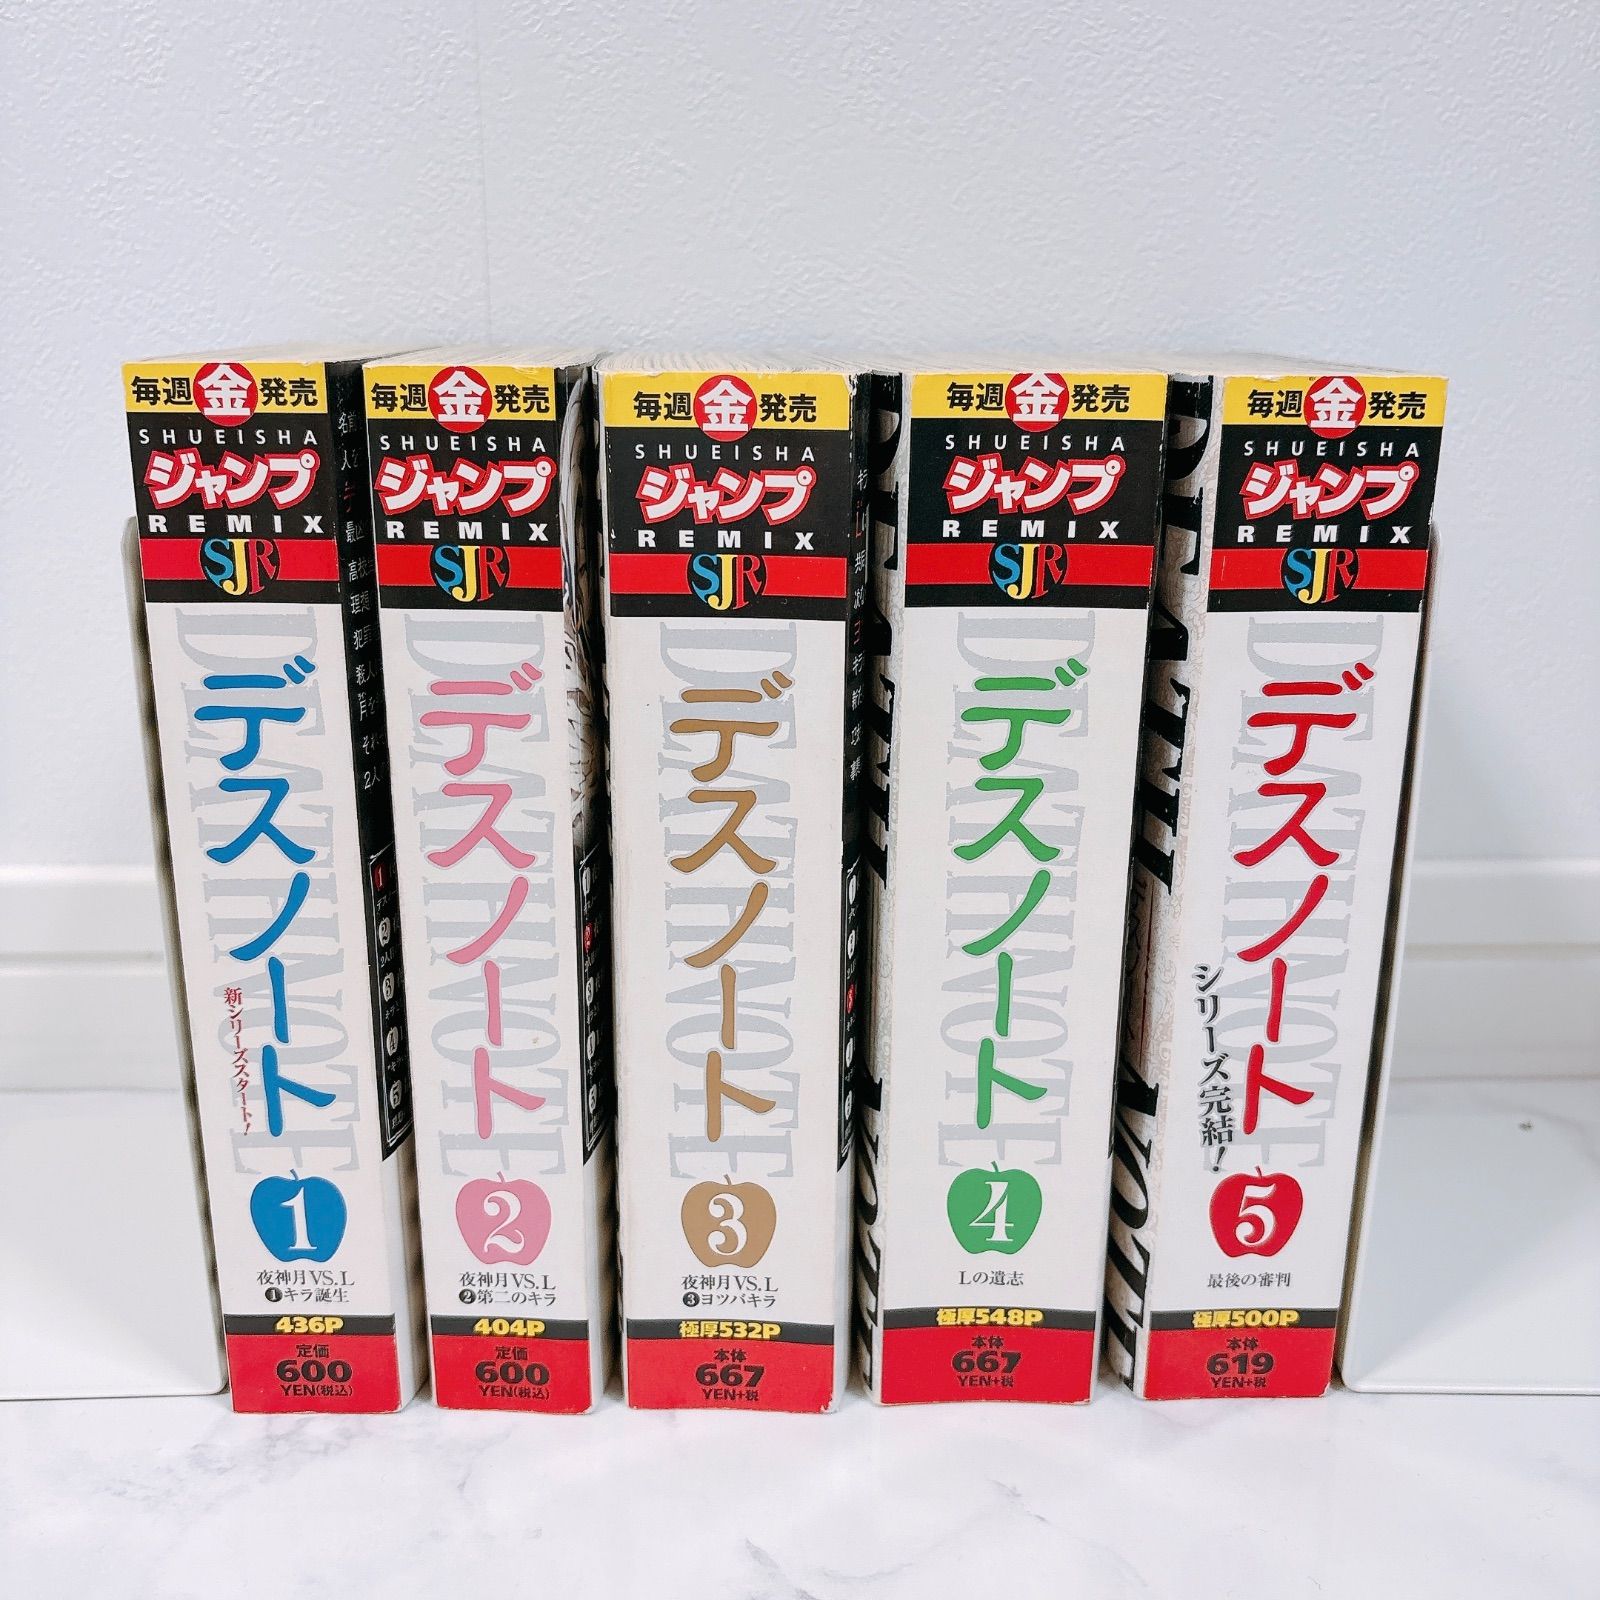 毎週金発売
SHUEISHA
ジャンプ
REMIX
SJR
DEATH NOTE
デスノート
新シリーズスタート!
1
夜神月VS.L
❶キラ誕生
436P
定価
600
YEN(税込)
毎週金発売
SHUEISHA
ジャンプ
REMIX
SJR
DEATH NOTE
デスノート
2
夜神月VS.L
❷第二のキラ
404P
定価
600
YEN(税込)
毎週金発売
SHUEISHA
ジャンプ
REMIX
SJR
DEATH NOTE
デスノート
3
夜神月VS.L
❸ヨツバキラ
極厚532P
本体
667
YEN+税
毎週金発売
SHUEISHA
ジャンプ
REMIX
SJR
DEATH NOTE
デスノート
4
Lの遺志
極厚548P
本体
667
YEN+税
毎週金発売
SHUEISHA
ジャンプ
REMIX
SJR
DEATH NOTE
デスノート
シリーズ完結!
5
最後の審判
極厚500P
本体
619
YEN+税